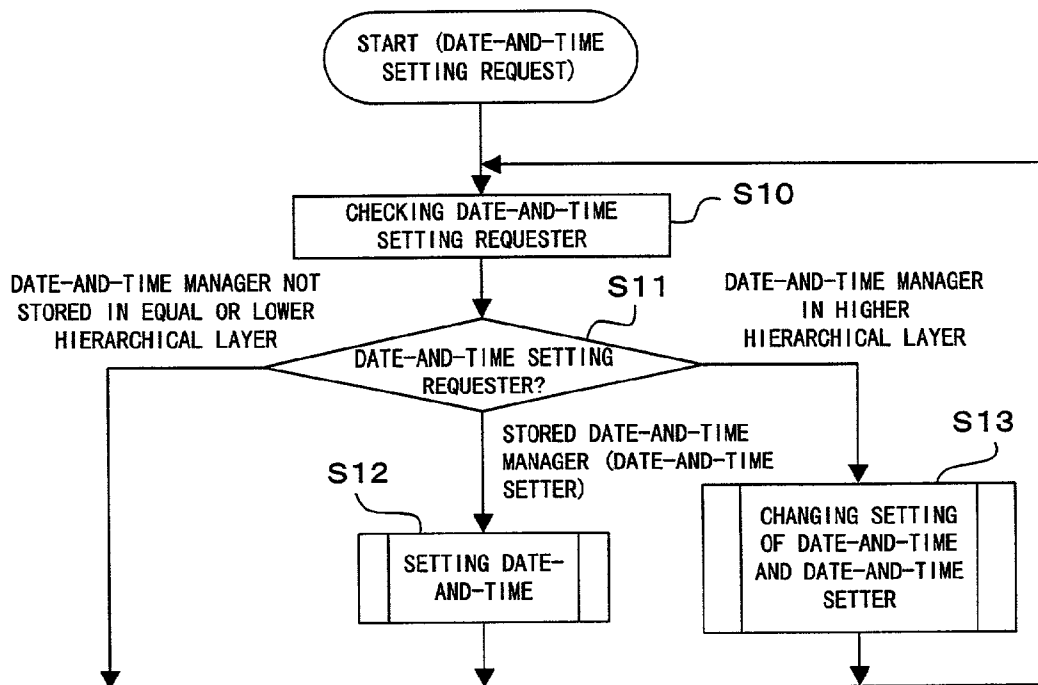 START (DATE-AND-TIME
SETTING REQUEST)
CHECKING DATE-AND-TIME
SETTING REQUESTER
S10
DATE-AND-TIME MANAGER NOT
STORED IN EQUAL OR LOWER
HIERARCHICAL LAYER
S11
DATE-AND-TIME MANAGER
IN HIGHER
HIERARCHICAL LAYER
DATE-AND-TIME SETTING
REQUESTER?
STORED DATE-AND-TIME
MANAGER (DATE-AND-TIME
SETTER)
S12
S13
SETTING DATE-
AND-TIME
CHANGING SETTING
OF DATE-AND-TIME
AND DATE-AND-TIME
SETTER